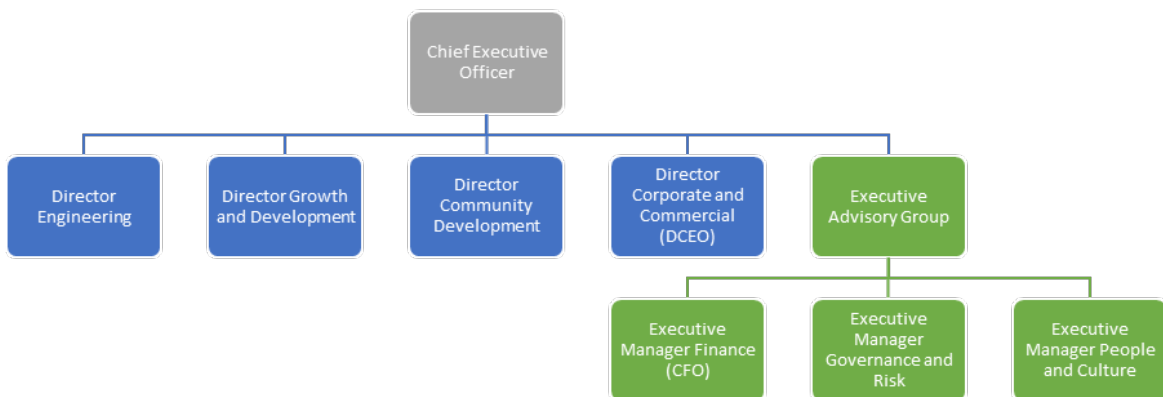 Chief Executive
Officer
Director
Engineering
Director Growth
and Development
Director
Community
Development
Director
Corporate and
Commercial
(DCEO)
Executive
Advisory Group
Executive
Manager Finance
(CFO)
Executive
Manager
Governance and
Risk
Executive
Manager People
and Culture